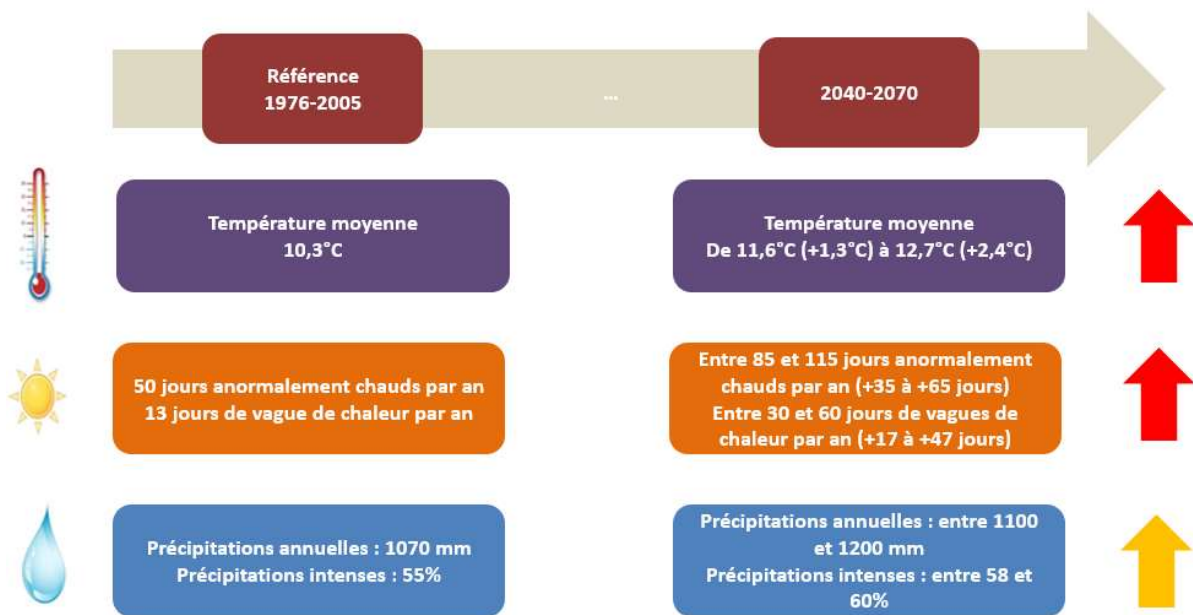 Référence
1976-2005
...
2040-2070
Température moyenne
10,3°C
Température moyenne
De 11,6°C (+1,3°C) à 12,7°C (+2,4°C)
50 jours anormalement chauds par an
13 jours de vague de chaleur par an
Entre 85 et 115 jours anormalement
chauds par an (+35 à +65 jours)
Entre 30 et 60 jours de vagues de
chaleur par an (+17 à +47 jours)
Précipitations annuelles : 1070 mm
Précipitations intenses : 55%
Précipitations annuelles : entre 1100
et 1200 mm
Précipitations intenses : entre 58 et
60%